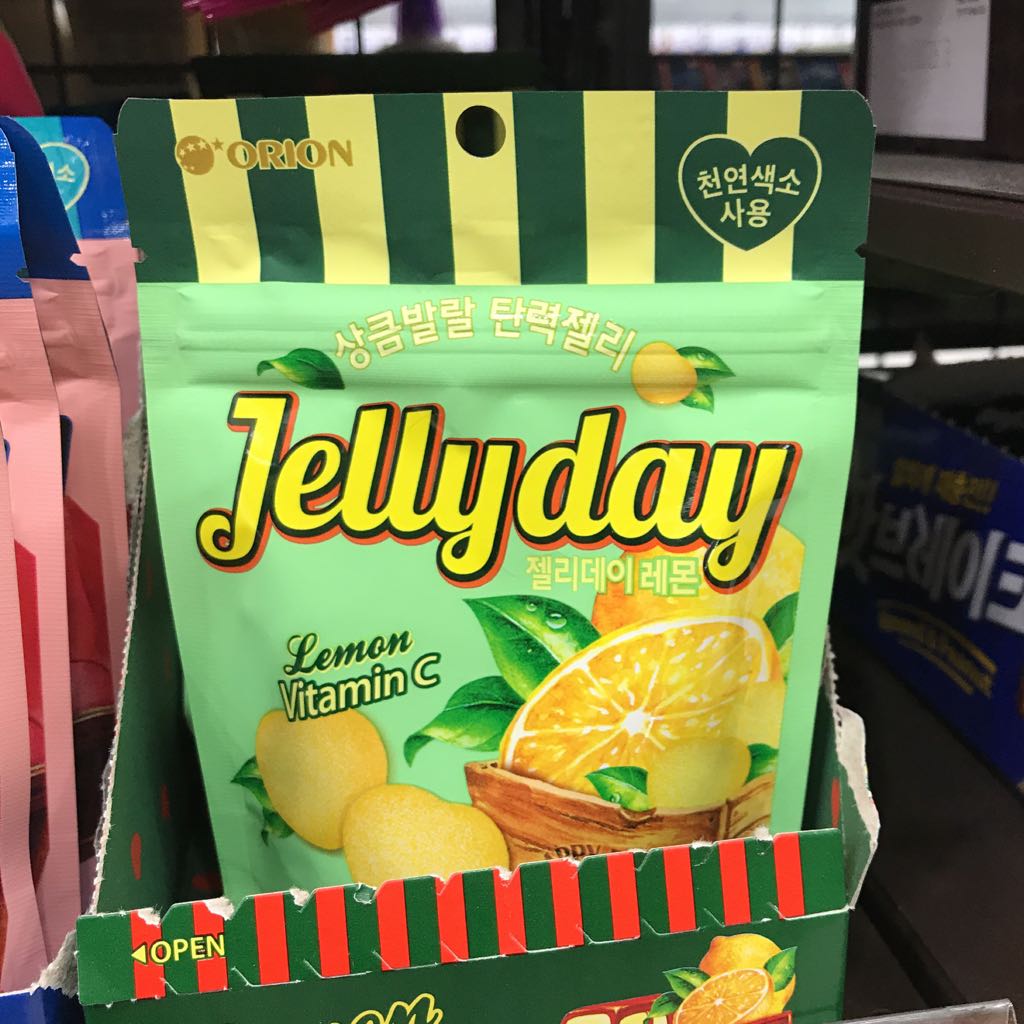 ORION
천연색소
사용
상큼발랄 탄력젤리
Jellyday
젤리데이 레몬
Lemon
Vitamin C
OPEN